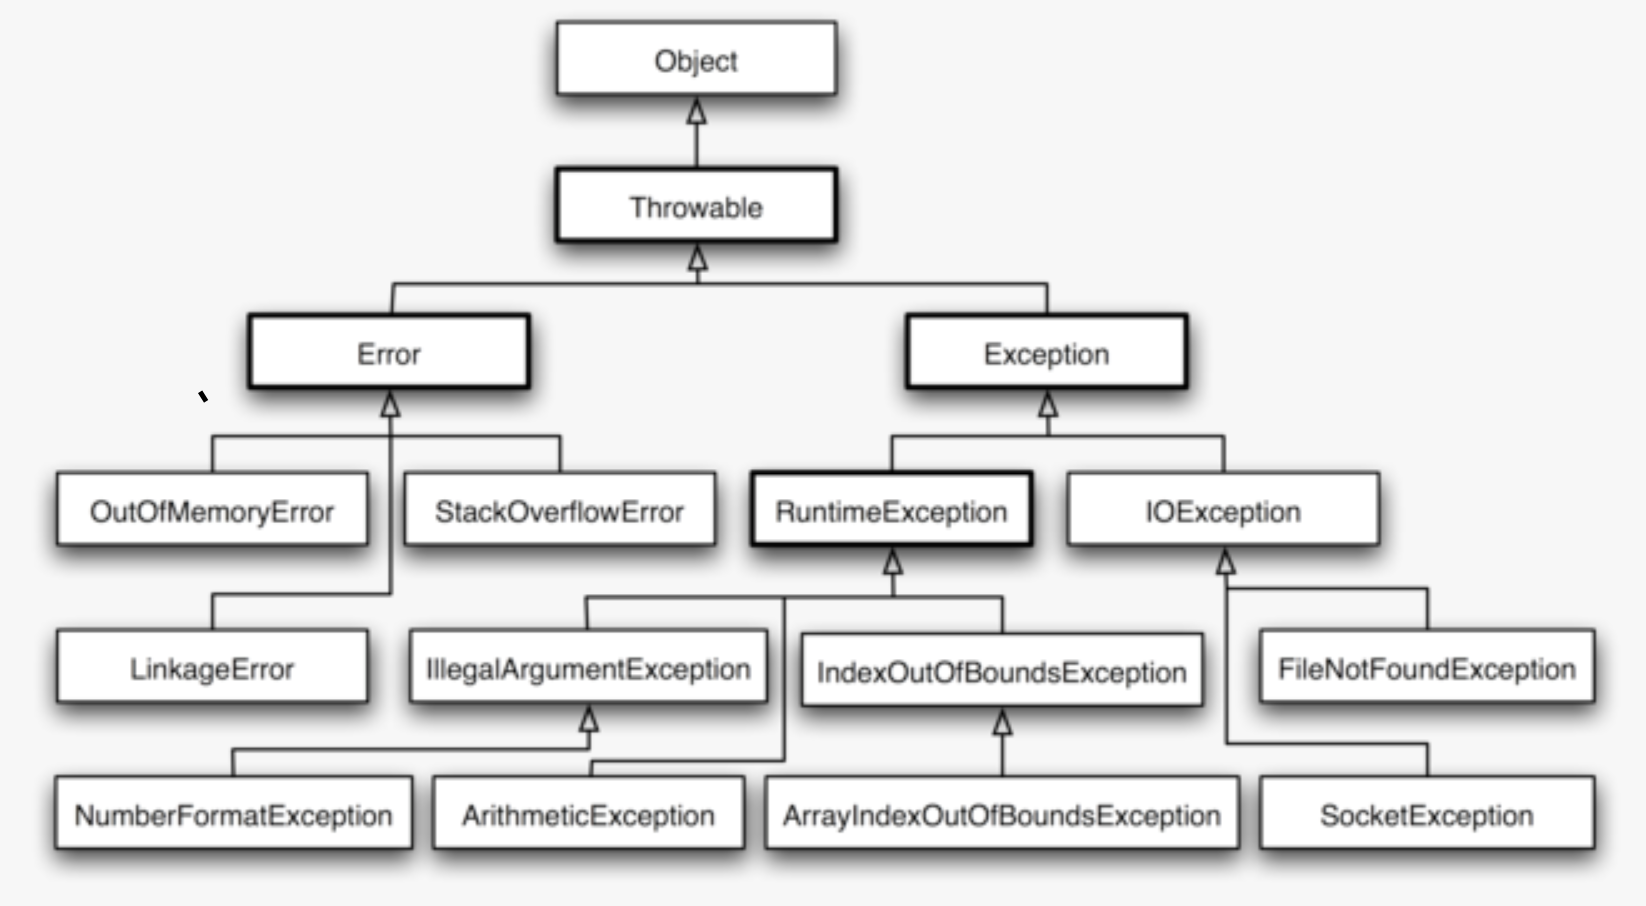 Object
Throwable
Error
Exception
OutOfMemoryError
StackOverflowError
RuntimeException
IOException
LinkageError
IllegalArgumentException
IndexOutOfBoundsException
FileNotFoundException
NumberFormatException
ArithmeticException
ArrayIndexOutOfBoundsException
SocketException